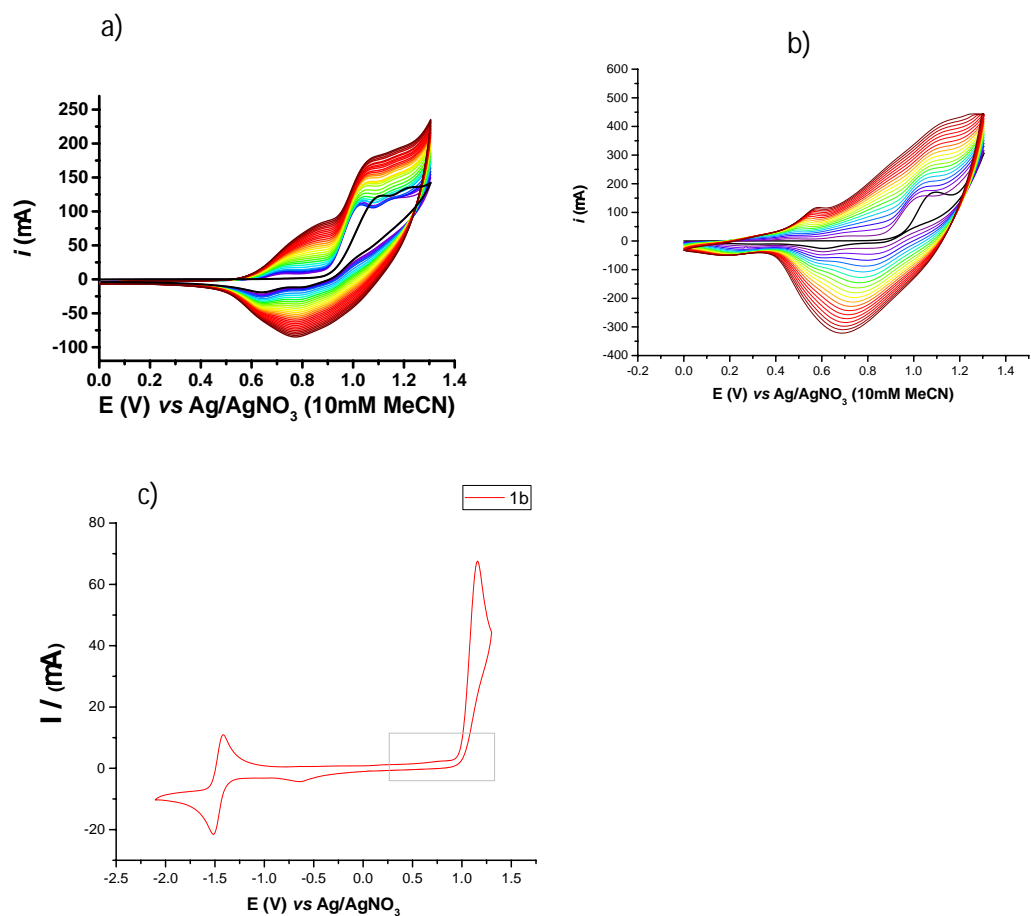 a)
250
200
150
100
50
0
-50
-100
i (mA)
0.0 0.2 0.4 0.6 0.8 1.0 1.2 1.4
E (V) vs Ag/AgNO₃ (10mM MeCN)
b)
600
500
400
300
200
100
0
-100
-200
-300
-400
i (mA)
-0.2 0.0 0.2 0.4 0.6 0.8 1.0 1.2 1.4
E (V) vs Ag/AgNO₃ (10mM MeCN)
c)
1b
80
60
40
20
0
-20
I / (mA)
-2.5 -2.0 -1.5 -1.0 -0.5 0.0 0.5 1.0 1.5
E (V) vs Ag/AgNO₃